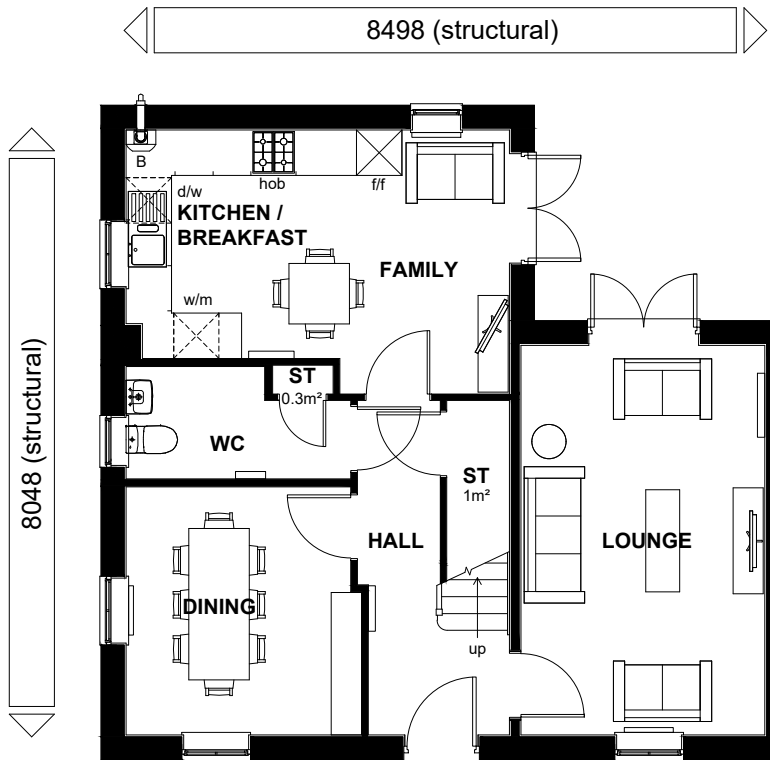 8498 (structural)
8048 (structural)
B
d/w
hob
f/f
KITCHEN /
BREAKFAST
FAMILY
w/m
ST
0.3m²
WC
ST
1m²
HALL
LOUNGE
DINING
up